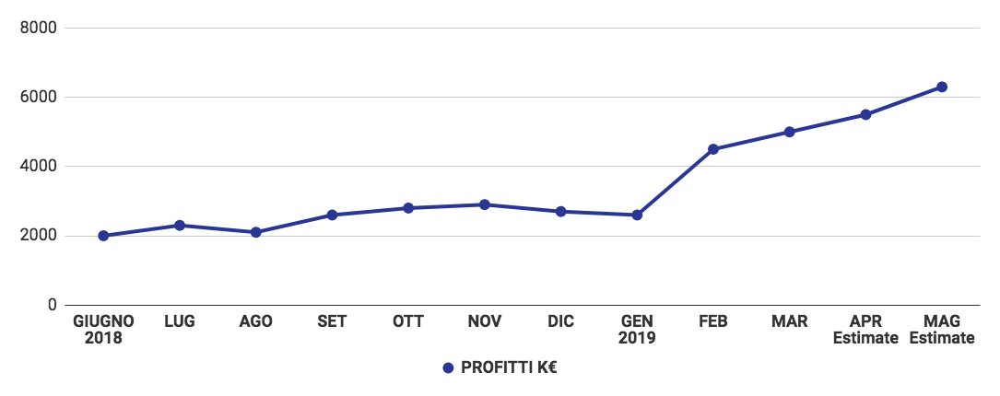 8000
6000
4000
2000
0
GIUGNO LUG AGO SET OTT NOV DIC GEN FEB MAR APR MAG
2018 2019 Estimate Estimate
PROFITTI K€